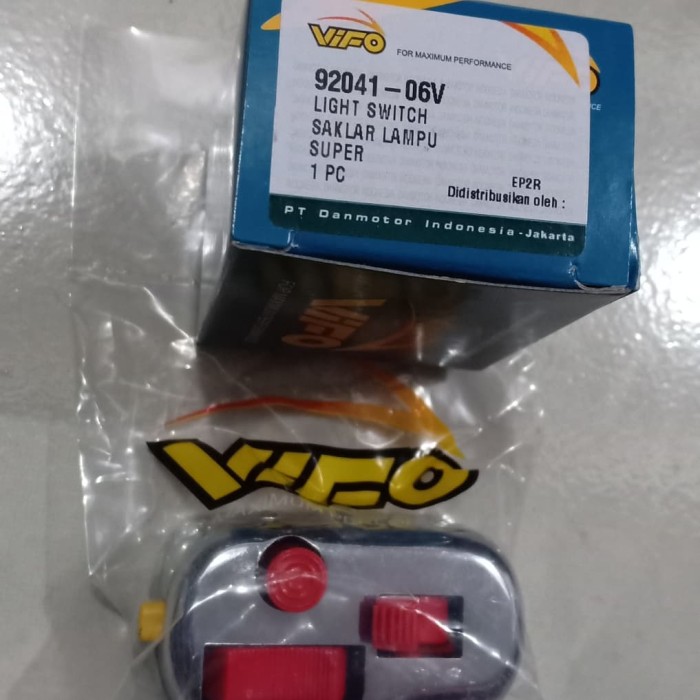 ViFO
FOR MAXIMUM PERFORMANCE
92041-06V
LIGHT SWITCH
SAKLAR LAMPU
SUPER
1 PC
EP2R
Didistribusikan oleh :
PT Danmotor Indonesia - Jakarta
ViFO
ViFO